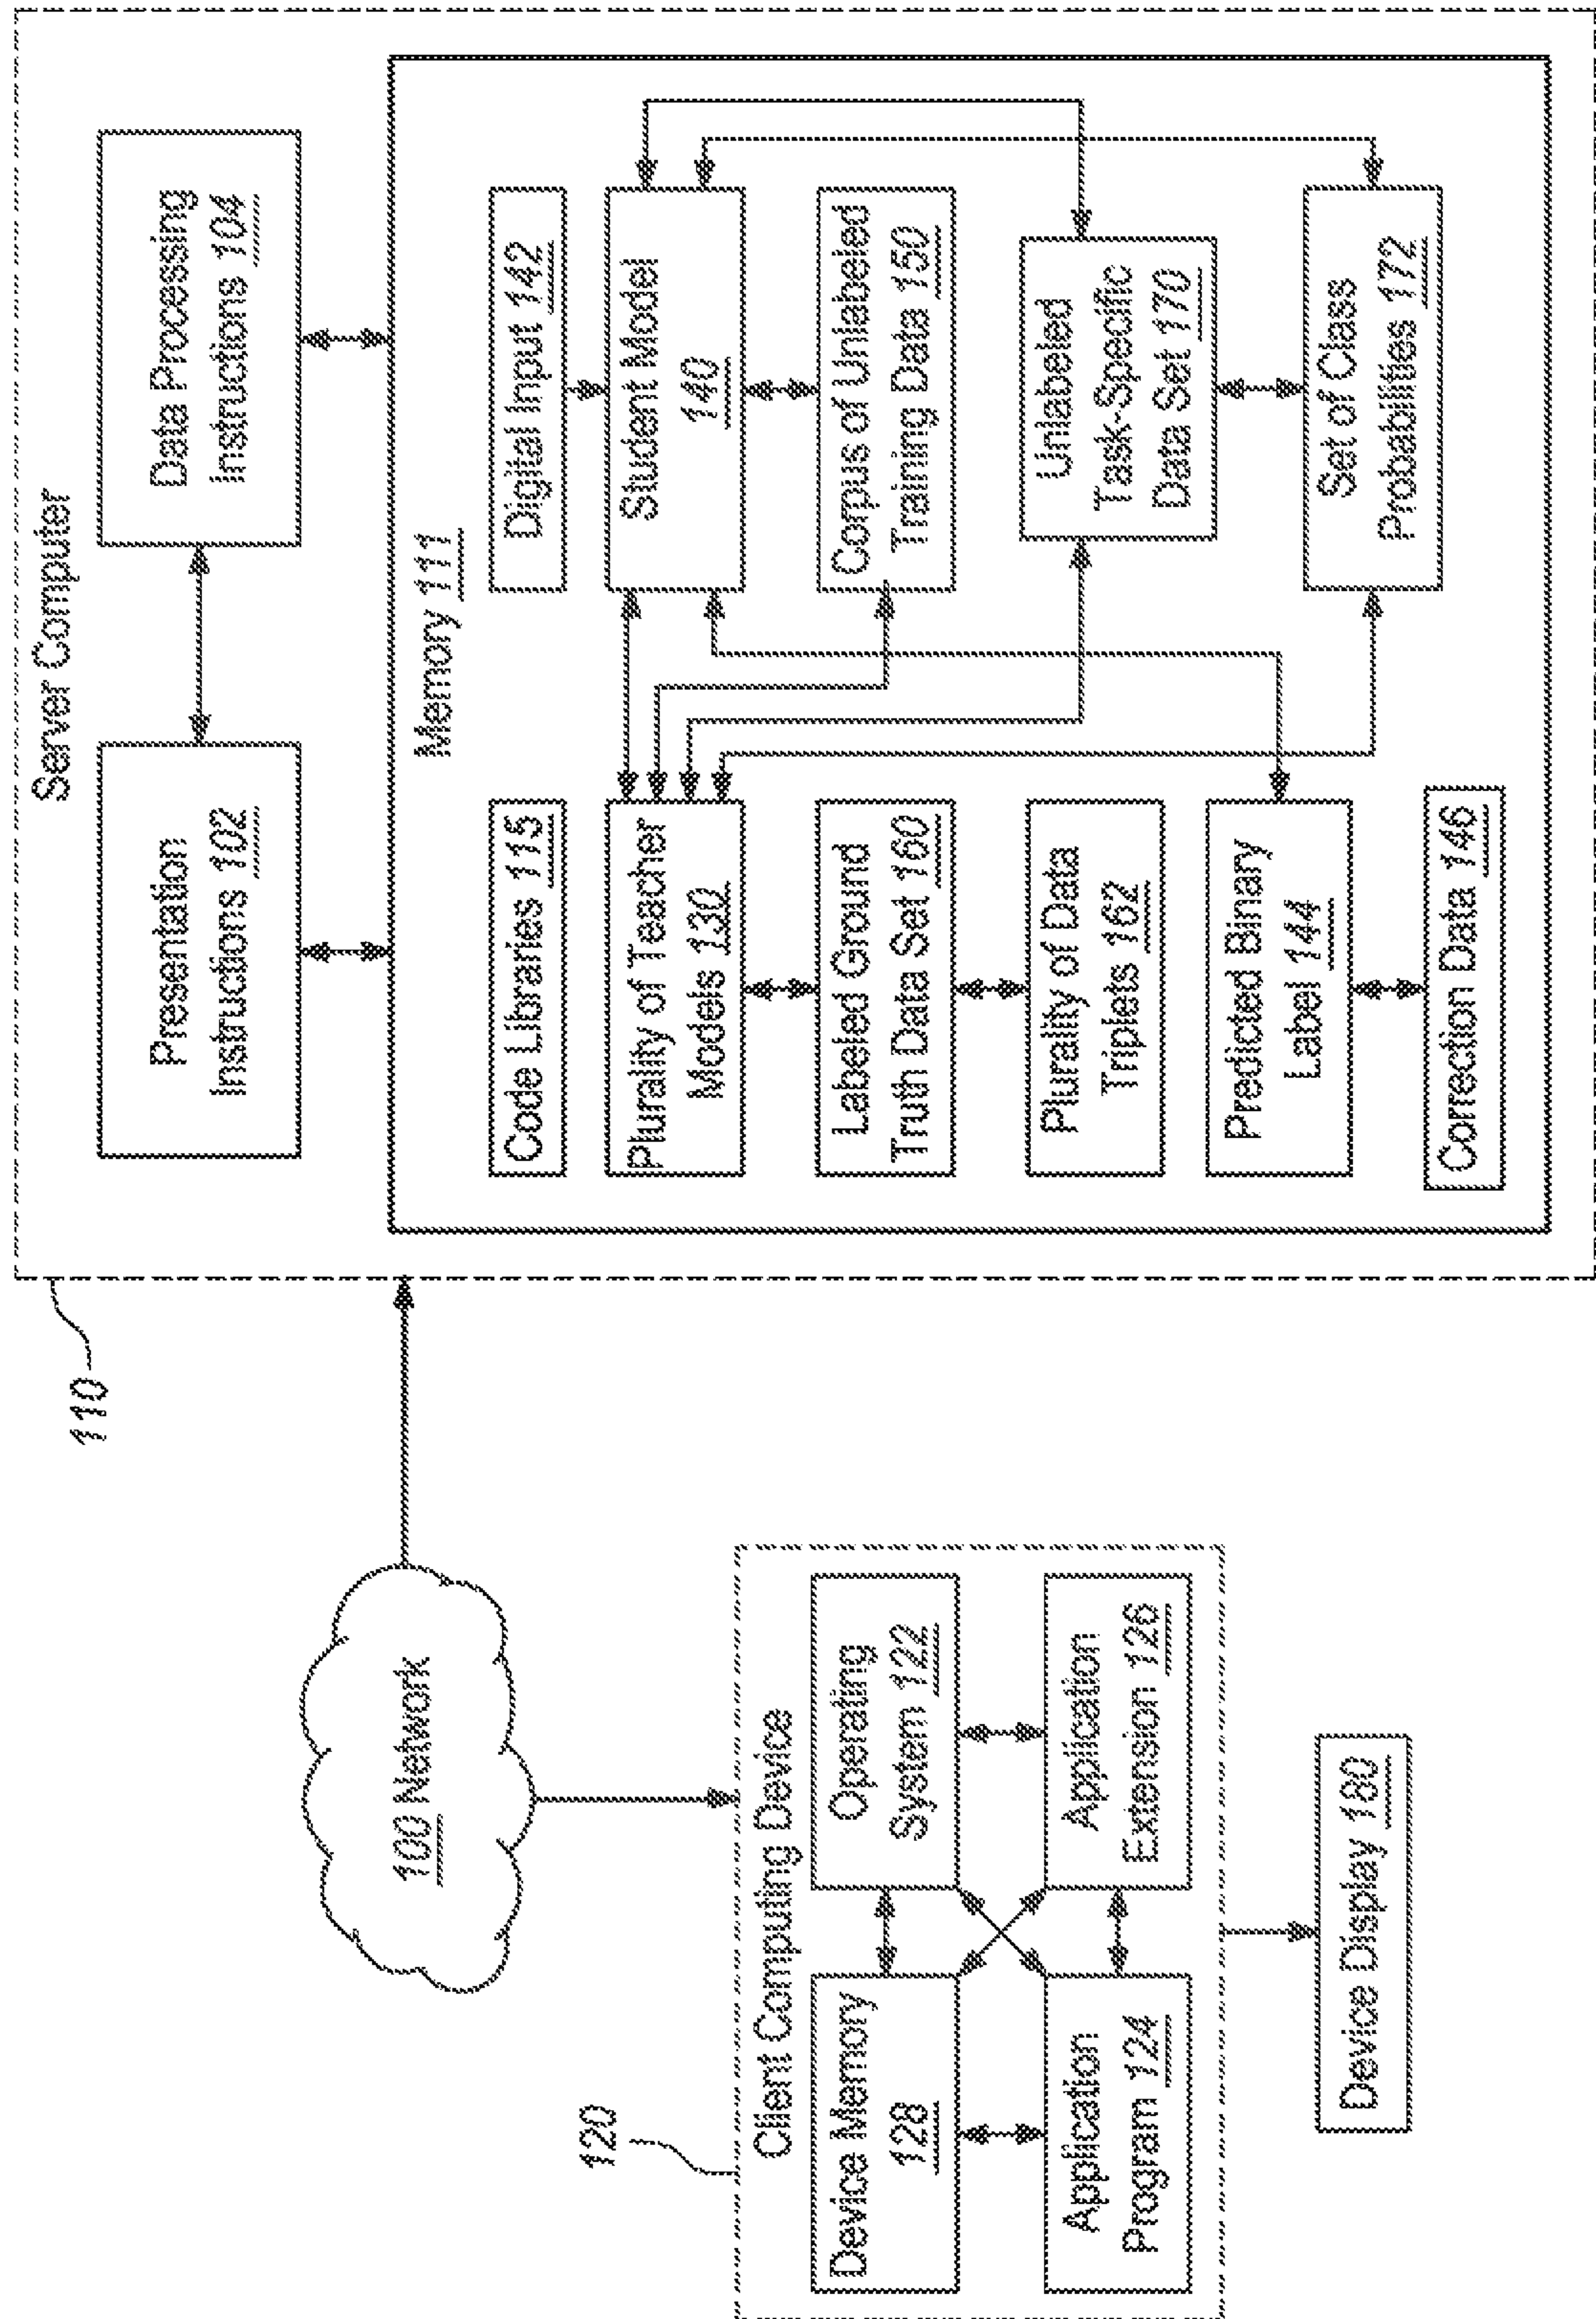 110
Server Computer
Presentation
Instructions 102
Data Processing
Instructions 104
Memory 111
Code Libraries 115
Digital Input 142
Plurality of Teacher
Models 130
Student Model
140
Labeled Ground
Truth Data Set 160
Corpus of Unlabeled
Training Data 150
Plurality of Data
Triplets 162
Unlabeled
Task-Specific
Data Set 170
Predicted Binary
Label 144
Set of Class
Probabilities 172
Correction Data 146
100 Network
120
Client Computing Device
Device Memory
128
Operating
System 122
Application
Program 124
Application
Extension 126
Device Display 180